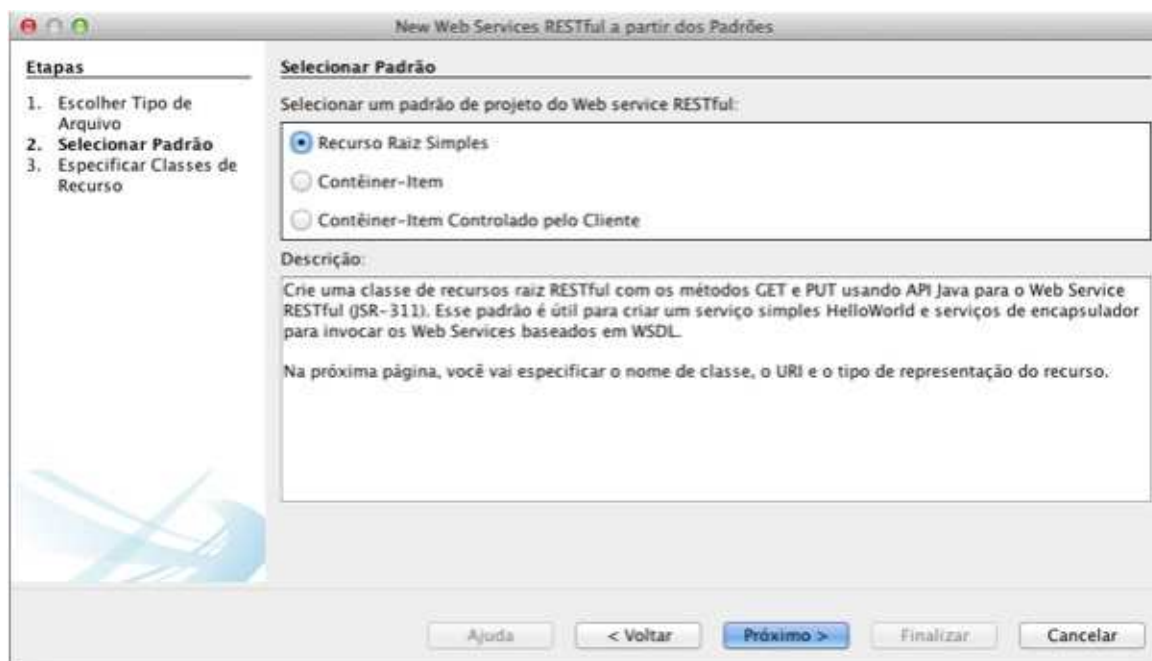 New Web Services RESTful a partir dos Padrões
Etapas
1. Escolher Tipo de
Arquivo
2. Selecionar Padrão
3. Especificar Classes de
Recurso
Selecionar Padrão
Selecionar um padrão de projeto do Web service RESTful:
Recurso Raiz Simples
Contêiner-Item
Contêiner-Item Controlado pelo Cliente
Descrição:
Crie uma classe de recursos raiz RESTful com os métodos GET e PUT usando API Java para o Web Service
RESTful (JSR-311). Esse padrão é útil para criar um serviço simples HelloWorld e serviços de encapsulador
para invocar os Web Services baseados em WSDL.
Na próxima página, você vai especificar o nome de classe, o URI e o tipo de representação do recurso.
Ajuda
< Voltar
Próximo >
Finalizar
Cancelar